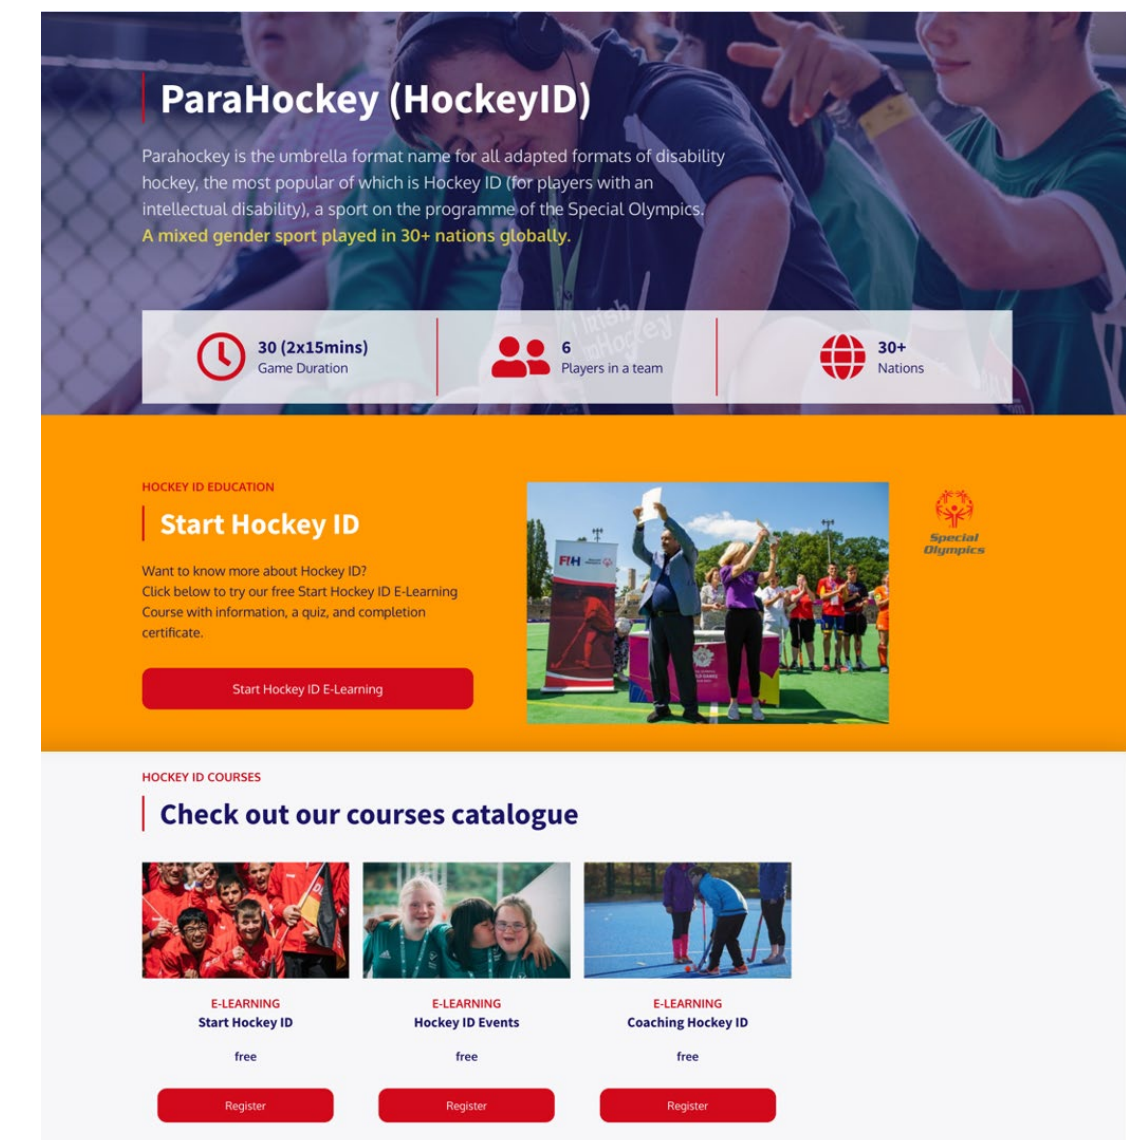 ParaHockey (HockeyID)
Parahockey is the umbrella format name for all adapted formats of disability
hockey, the most popular of which is Hockey ID (for players with an
intellectual disability), a sport on the programme of the Special Olympics.
A mixed gender sport played in 30+ nations globally.
Irish
Hockey
30 (2x15mins)
Game Duration
6
Players in a team
30+
Nations
HOCKEY ID EDUCATION
Start Hockey ID
Want to know more about Hockey ID?
Click below to try our free Start Hockey ID E-Learning
Course with information, a quiz, and completion
certificate.
Start Hockey ID E-Learning
FIH
Special
Olympics
HOCKEY ID COURSES
Check out our courses catalogue
E-LEARNING
Start Hockey ID
free
Register
E-LEARNING
Hockey ID Events
free
Register
E-LEARNING
Coaching Hockey ID
free
Register